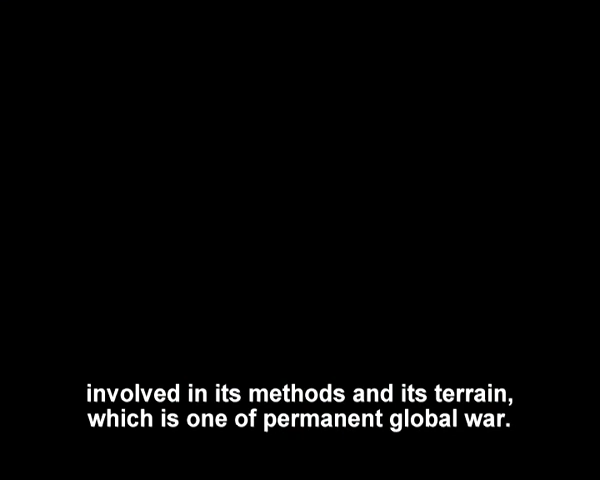 involved in its methods and its terrain,
which is one of permanent global war.